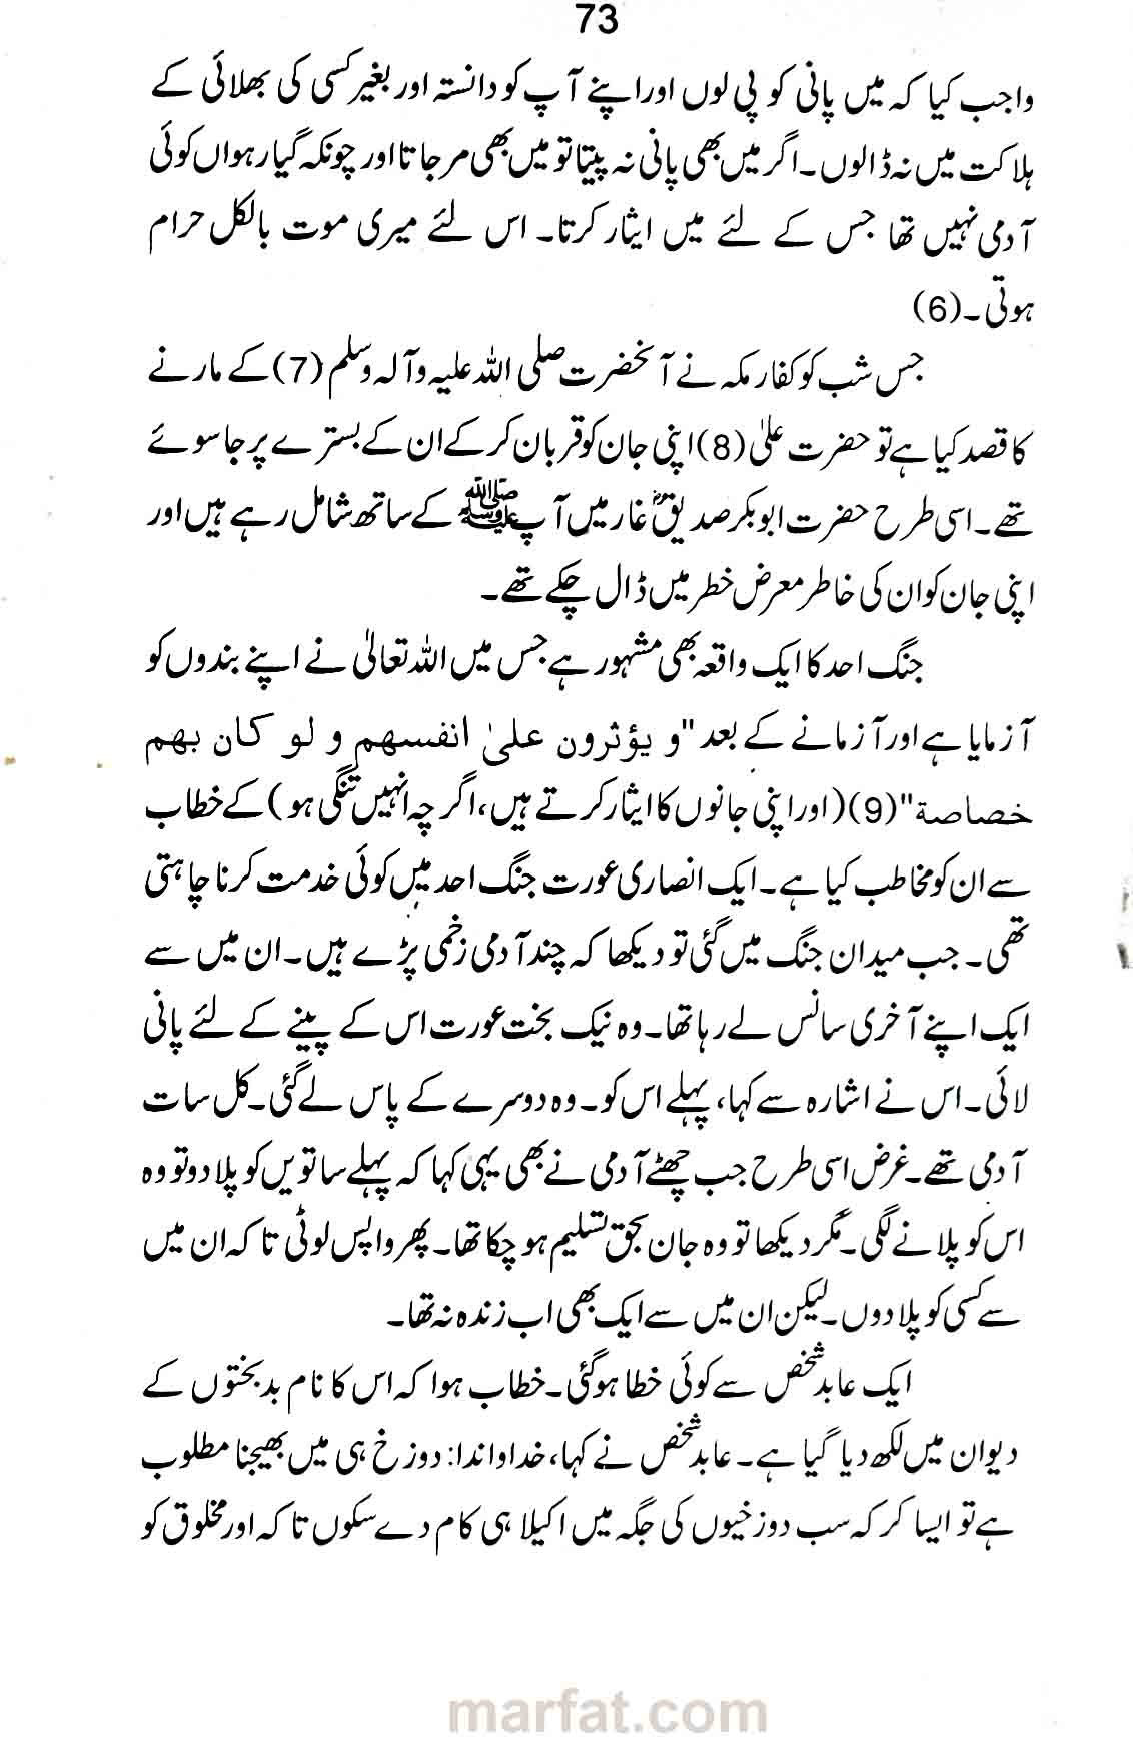 73
واجب کیا کہ میں پانی کو پی لوں اور اپنے آپ کو دانستہ اور بغیر کسی کی بھلائی کے
ہلاکت میں نہ ڈالوں۔ اگر میں بھی پانی نہ پیتا تو میں بھی مر جاتا اور چونکہ گیارہواں کوئی
آدمی نہیں تھا جس کے لئے میں ایثار کرتا۔ اس لئے میری موت بالکل حرام
ہوتی۔(6)
جس شب کو کفار مکہ نے آنحضرت صلی اللہ علیہ وآلہ وسلم (7) کے مارنے
کا قصد کیا ہے تو حضرت علیؑ (8) اپنی جان کو قربان کر کے ان کے بسترے پر جا سوئے
تھے۔ اسی طرح حضرت ابوبکر صدیقؓ غار میں آپ ﷺ کے ساتھ شامل رہے ہیں اور
اپنی جان کو ان کی خاطر معرض خطر میں ڈال چکے تھے۔
جنگ احد کا ایک واقعہ بھی مشہور ہے جس میں اللہ تعالیٰ نے اپنے بندوں کو
آزمایا ہے اور آزمانے کے بعد "و یؤثرون علیٰ انفسھم و لو کان بھم
خصاصة" (9) (اور اپنی جانوں کا ایثار کرتے ہیں، اگر چہ انہیں تنگی ہو) کے خطاب
سے ان کو مخاطب کیا ہے۔ ایک انصاری عورت جنگ احد میں کوئی خدمت کرنا چاہتی
تھی۔ جب میدان جنگ میں گئی تو دیکھا کہ چند آدمی زخمی پڑے ہیں۔ ان میں سے
ایک اپنے آخری سانس لے رہا تھا۔ وہ نیک بخت عورت اس کے پینے کے لئے پانی
لائی۔ اس نے اشارہ سے کہا، پہلے اس کو۔ وہ دوسرے کے پاس لے گئی۔ کل سات
آدمی تھے۔ غرض اسی طرح جب چھٹے آدمی نے بھی یہی کہا کہ پہلے ساتویں کو پلا دو تو وہ
اس کو پلانے لگی۔ مگر دیکھا تو وہ جان بحق تسلیم ہو چکا تھا۔ پھر واپس لوٹی تا کہ ان میں
سے کسی کو پلا دوں۔ لیکن ان میں سے ایک بھی اب زندہ نہ تھا۔
ایک عابد شخص سے کوئی خطا ہو گئی۔ خطاب ہوا کہ اس کا نام بدبختوں کے
دیوان میں لکھ دیا گیا ہے۔ عابد شخص نے کہا، خداواندا: دوزخ ہی میں بھیجنا مطلوب
ہے تو ایسا کر کہ سب دوزخیوں کی جگہ میں اکیلا ہی کام دے سکوں تا کہ اور مخلوق کو
marfat.com